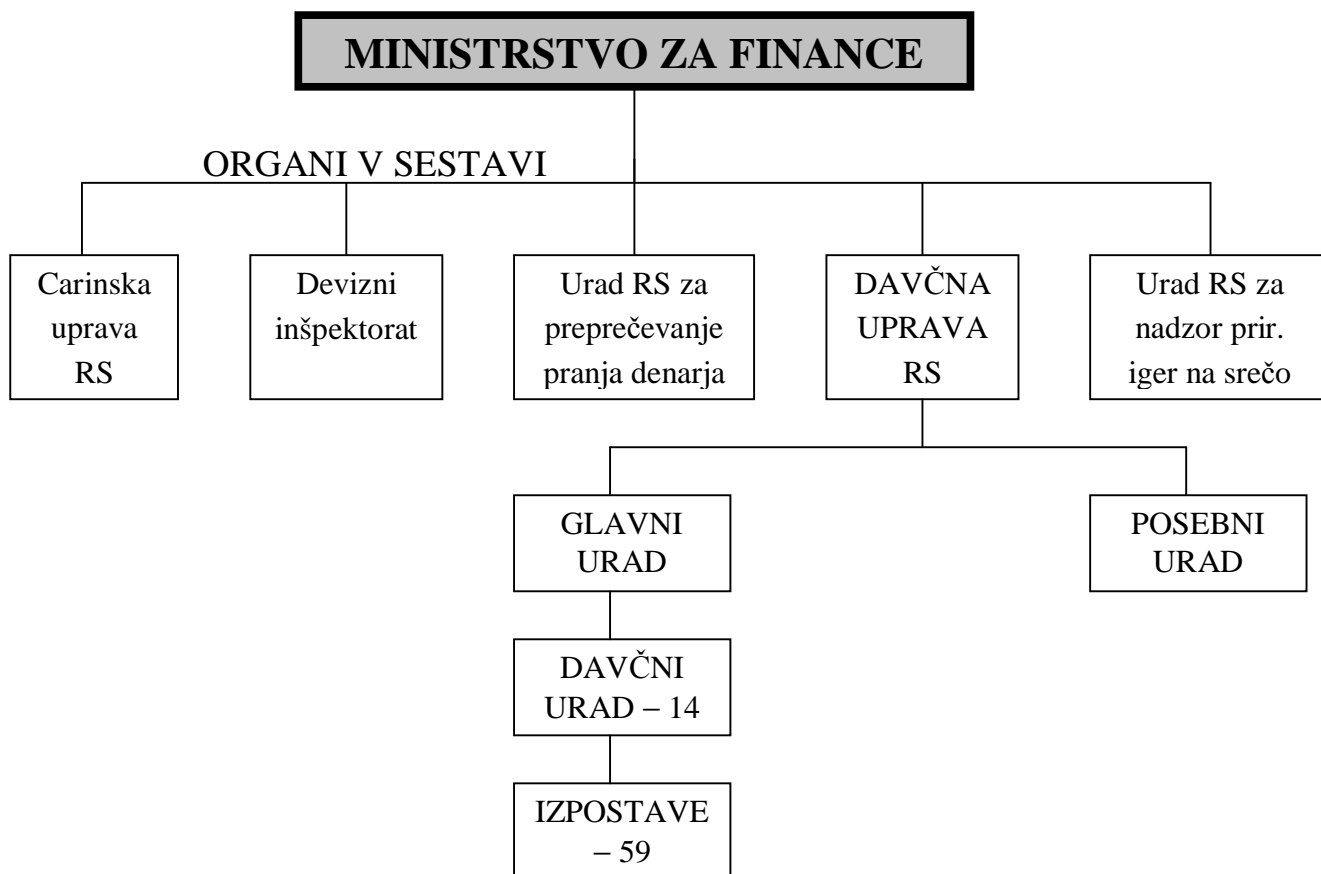 MINISTRSTVO ZA FINANCE
ORGANI V SESTAVI
Carinska
uprava
RS
Devizni
inšpektorat
Urad RS za
preprečevanje
pranja denarja
DAVČNA
UPRAVA
RS
Urad RS za
nadzor prir.
iger na srečo
GLAVNI
URAD
POSEBNI
URAD
DAVČNI
URAD – 14
IZPOSTAVE
– 59